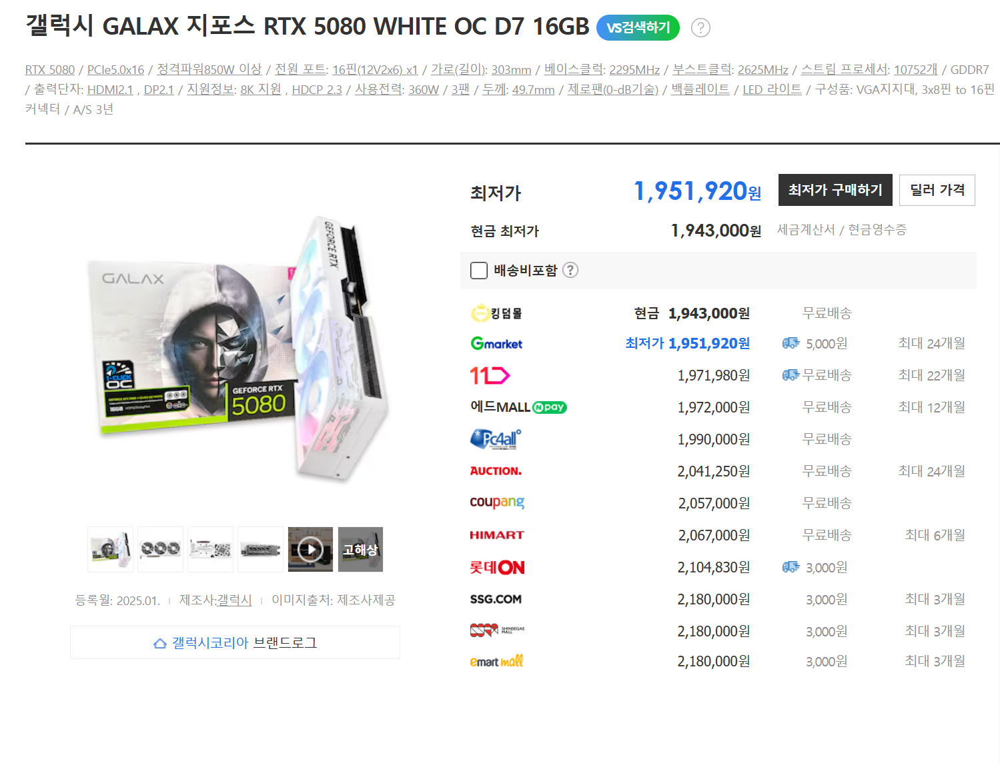 갤럭시 GALAX 지포스 RTX 5080 WHITE OC D7 16GB VS검색하기 ?
RTX 5080 / PCIe5.0x16 / 정격파워850W 이상 / 전원 포트: 16핀(12V2x6) x1 / 가로(길이): 303mm / 베이스클럭: 2295MHz / 부스트클럭: 2625MHz / 스트림 프로세서: 10752개 / GDDR7
/ 출력단자: HDMI2.1 , DP2.1 / 지원정보: 8K 지원 , HDCP 2.3 / 사용전력: 360W / 3팬 / 두께: 49.7mm / 제로팬(0-dB기술) / 백플레이트 / LED 라이트 / 구성품: VGA지지대, 3x8핀 to 16핀
커넥터 / A/S 3년
GALAX
GEFORCE RTX
1-CLICK
OC
16GB
GEFORCE RTX
5080
고해상
등록월: 2025.01. 제조사:갤럭시 이미지출처: 제조사제공
갤럭시코리아 브랜드로그
최저가 1,951,920원 최저가 구매하기 딜러 가격
현금 최저가 1,943,000원 세금계산서 / 현금영수증
배송비포함 ?
킹덤몰 현금 1,943,000원 무료배송
Gmarket 최저가 1,951,920원 5,000원 최대 24개월
11 1,971,980원 무료배송 최대 22개월
에드MALL N pay 1,972,000원 무료배송 최대 12개월
Pc4all 1,990,000원 무료배송
AUCTION. 2,041,250원 무료배송 최대 24개월
coupang 2,057,000원 무료배송
HIMART 2,067,000원 무료배송 최대 6개월
롯데ON 2,104,830원 3,000원
SSG.COM 2,180,000원 3,000원 최대 3개월
SHINSEGAE MALL 2,180,000원 3,000원 최대 3개월
emart mall 2,180,000원 3,000원 최대 3개월